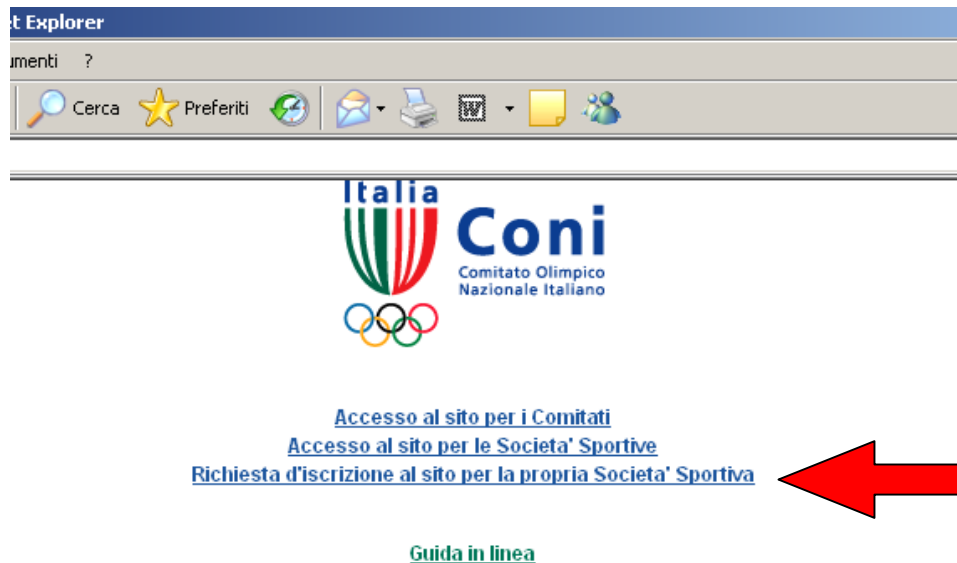 et Explorer
umenti ?
Cerca Preferiti
Italia
Coni
Comitato Olimpico
Nazionale Italiano
Accesso al sito per i Comitati
Accesso al sito per le Societa' Sportive
Richiesta d'iscrizione al sito per la propria Societa' Sportiva
Guida in linea